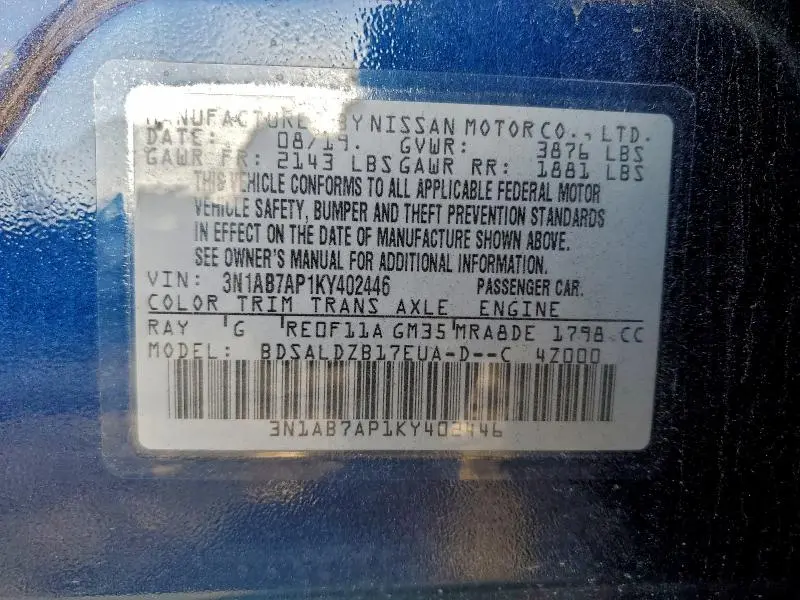 MANUFACTURED BY NISSAN MOTOR CO., LTD.
DATE: 08/19. GVWR: 3876 LBS
GAWR FR: 2143 LBS GAWR RR: 1881 LBS
THIS VEHICLE CONFORMS TO ALL APPLICABLE FEDERAL MOTOR
VEHICLE SAFETY, BUMPER AND THEFT PREVENTION STANDARDS
IN EFFECT ON THE DATE OF MANUFACTURE SHOWN ABOVE.
SEE OWNER'S MANUAL FOR ADDITIONAL INFORMATION.
VIN: 3N1AB7AP1KY402446 PASSENGER CAR.
COLOR TRIM TRANS AXLE ENGINE
RAY 'G 'RE0F11A GM35 MRA8DE 1798 CC
MODEL: BDSALDZB17EUA-D--C 4Z000
3N1AB7AP1KY402446